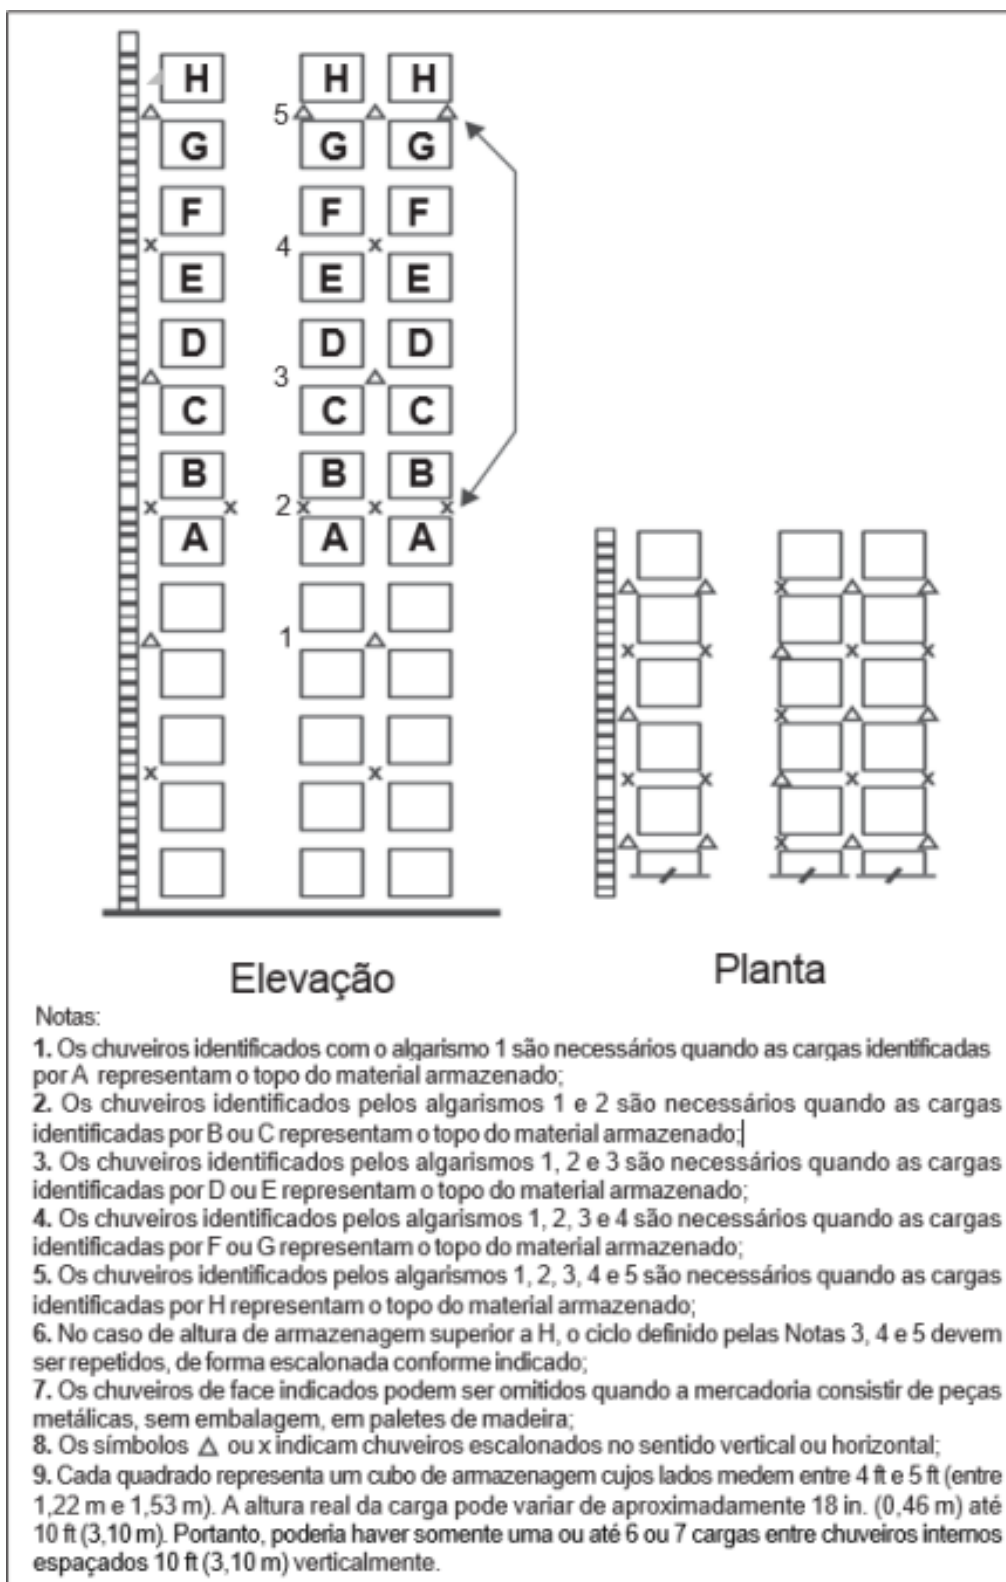 H H H
5
G G G
F F F
4
E E E
D D D
3
C C C
B B B
2
A A A
1
Elevação
Planta
Notas:
1. Os chuveiros identificados com o algarismo 1 são necessários quando as cargas identificadas
por A representam o topo do material armazenado;
2. Os chuveiros identificados pelos algarismos 1 e 2 são necessários quando as cargas
identificadas por B ou C representam o topo do material armazenado;
3. Os chuveiros identificados pelos algarismos 1, 2 e 3 são necessários quando as cargas
identificadas por D ou E representam o topo do material armazenado;
4. Os chuveiros identificados pelos algarismos 1, 2, 3 e 4 são necessários quando as cargas
identificadas por F ou G representam o topo do material armazenado;
5. Os chuveiros identificados pelos algarismos 1, 2, 3, 4 e 5 são necessários quando as cargas
identificadas por H representam o topo do material armazenado;
6. No caso de altura de armazenagem superior a H, o ciclo definido pelas Notas 3, 4 e 5 devem
ser repetidos, de forma escalonada conforme indicado;
7. Os chuveiros de face indicados podem ser omitidos quando a mercadoria consistir de peças
metálicas, sem embalagem, em paletes de madeira;
8. Os símbolos △ ou x indicam chuveiros escalonados no sentido vertical ou horizontal;
9. Cada quadrado representa um cubo de armazenagem cujos lados medem entre 4 ft e 5 ft (entre
1,22 m e 1,53 m). A altura real da carga pode variar de aproximadamente 18 in. (0,46 m) até
10 ft (3,10 m). Portanto, poderia haver somente uma ou até 6 ou 7 cargas entre chuveiros internos
espaçados 10 ft (3,10 m) verticalmente.